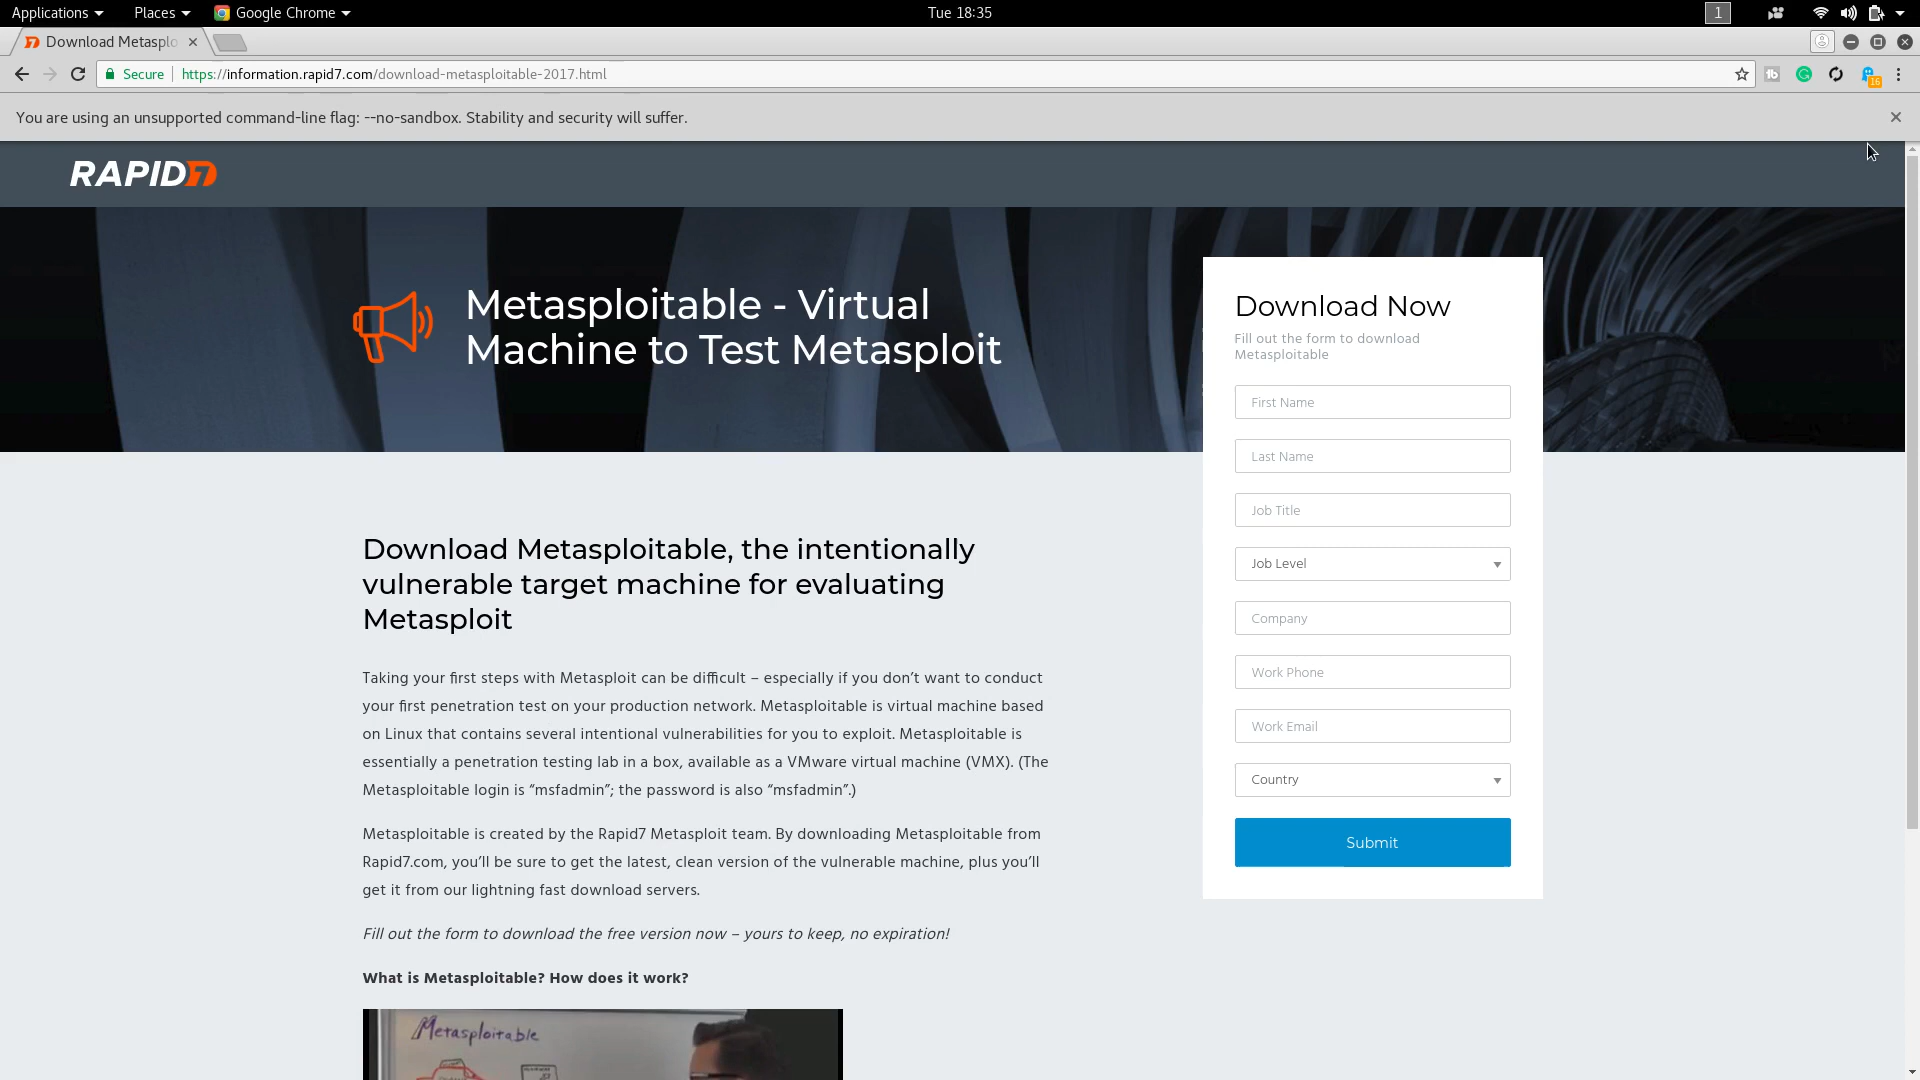 Applications Places Google Chrome Tue 18:35 1
Download Metasplo
Secure https://information.rapid7.com/download-metasploitable-2017.html
16
You are using an unsupported command-line flag: --no-sandbox. Stability and security will suffer.
RAPID7
Metasploitable - Virtual
Machine to Test Metasploit
Download Metasploitable, the intentionally
vulnerable target machine for evaluating
Metasploit
Taking your first steps with Metasploit can be difficult – especially if you don’t want to conduct
your first penetration test on your production network. Metasploitable is virtual machine based
on Linux that contains several intentional vulnerabilities for you to exploit. Metasploitable is
essentially a penetration testing lab in a box, available as a VMware virtual machine (VMX). (The
Metasploitable login is “msfadmin”; the password is also “msfadmin”.)
Metasploitable is created by the Rapid7 Metasploit team. By downloading Metasploitable from
Rapid7.com, you’ll be sure to get the latest, clean version of the vulnerable machine, plus you’ll
get it from our lightning fast download servers.
Fill out the form to download the free version now – yours to keep, no expiration!
What is Metasploitable? How does it work?
Metasploitable
Download Now
Fill out the form to download
Metasploitable
First Name
Last Name
Job Title
Job Level
Company
Work Phone
Work Email
Country
Submit